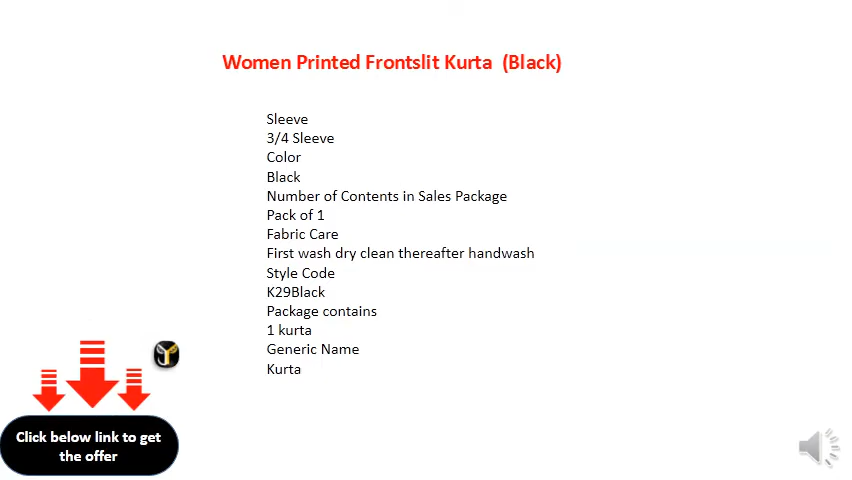 Women Printed Frontslit Kurta (Black)
Sleeve
3/4 Sleeve
Color
Black
Number of Contents in Sales Package
Pack of 1
Fabric Care
First wash dry clean thereafter handwash
Style Code
K29Black
Package contains
1 kurta
Generic Name
Kurta
Click below link to get
the offer